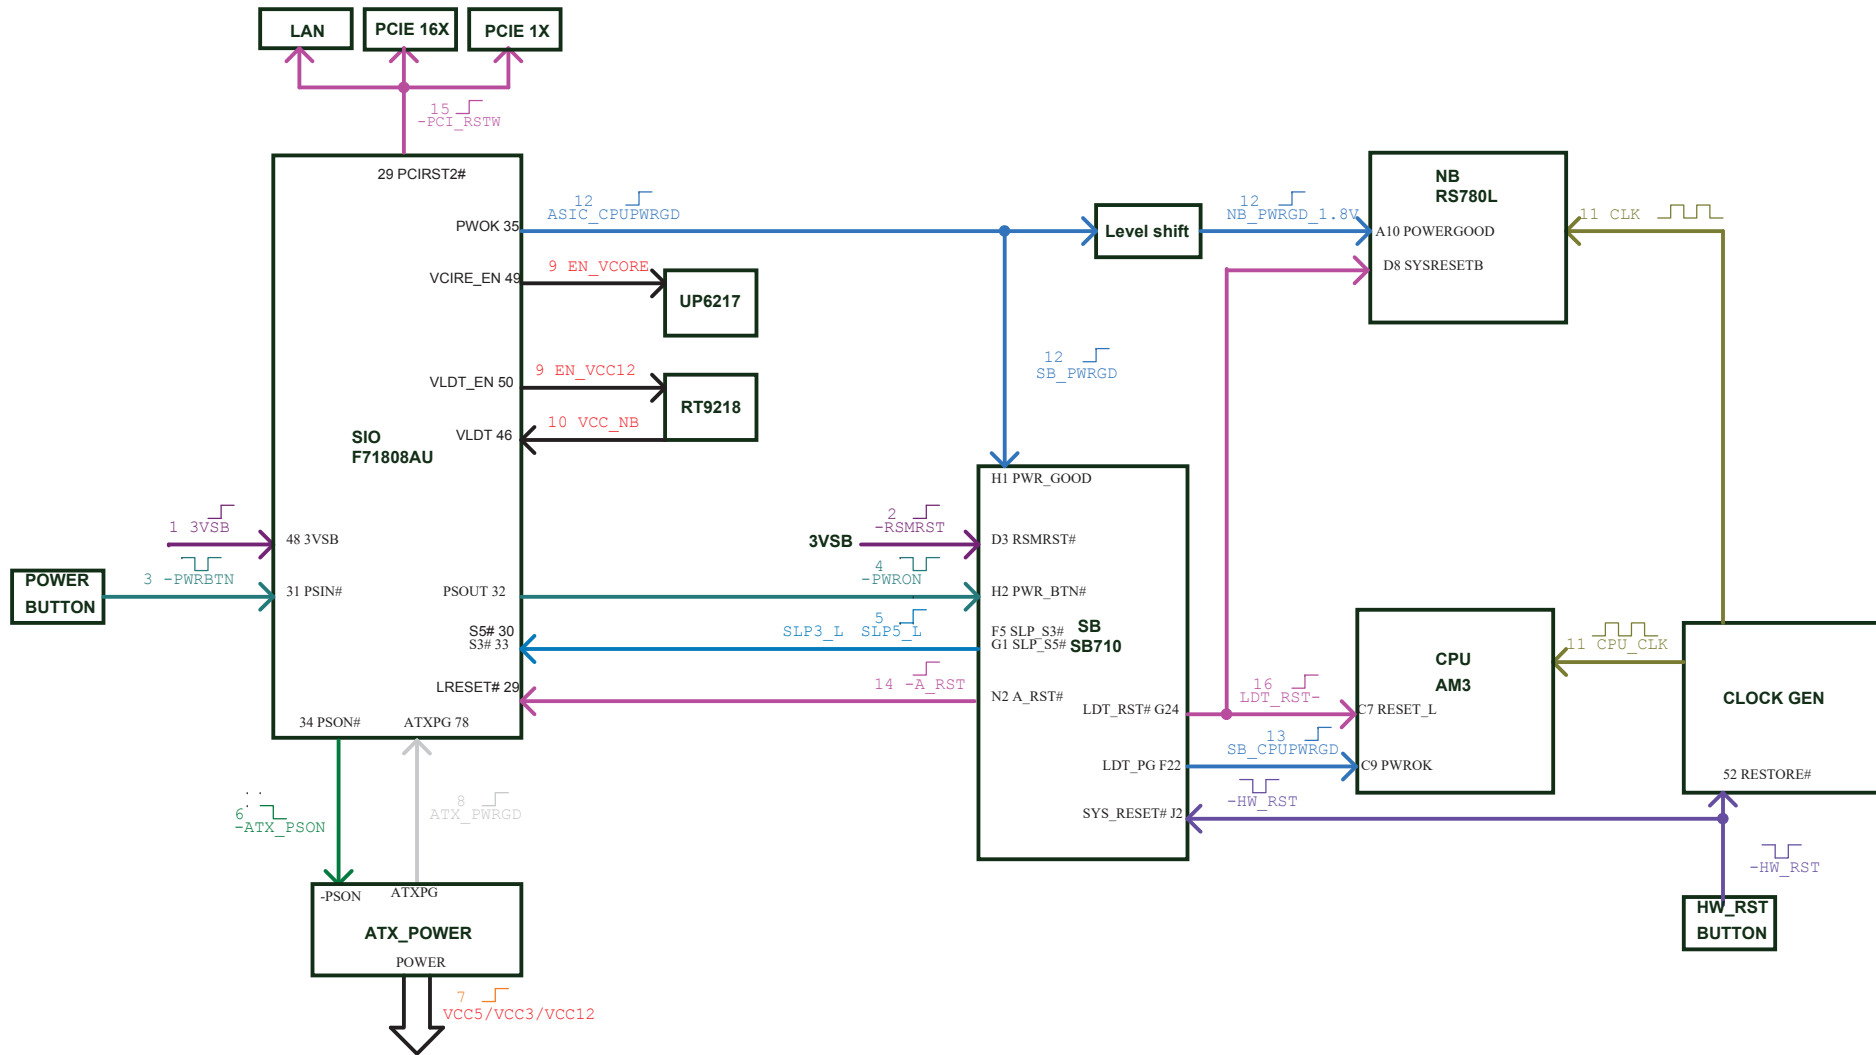 LAN
PCIE 16X
PCIE 1X
15
-PCI_RSTW
29 PCIRST2#
PWOK 35
12
ASIC_CPUPWRGD
Level shift
12
NB_PWRGD_1.8V
NB
RS780L
A10 POWERGOOD
D8 SYSRESETB
11 CLK
VCIRE_EN 49
9 EN_VCORE
UP6217
VLDT_EN 50
9 EN_VCC12
RT9218
VLDT 46
10 VCC_NB
12
SB_PWRGD
SIO
F71808AU
H1 PWR_GOOD
1 3VSB
48 3VSB
3VSB
2
-RSMRST
D3 RSMRST#
POWER
BUTTON
3 -PWRBTN
31 PSIN#
PSOUT 32
4
-PWRON
H2 PWR_BTN#
S5# 30
S3# 33
5
SLP3_L SLP5_L
F5 SLP_S3#
G1 SLP_S5#
SB
SB710
LRESET# 29
14 -A_RST
N2 A_RST#
LDT_RST# G24
16
LDT_RST-
C7 RESET_L
CPU
AM3
11 CPU_CLK
CLOCK GEN
LDT_PG F22
13
SB_CPUPWRGD
C9 PWROK
52 RESTORE#
SYS_RESET# J2
-HW_RST
-HW_RST
HW_RST
BUTTON
34 PSON#
ATXPG 78
6
-ATX_PSON
8
ATX_PWRGD
-PSON
ATXPG
ATX_POWER
POWER
7
VCC5/VCC3/VCC12